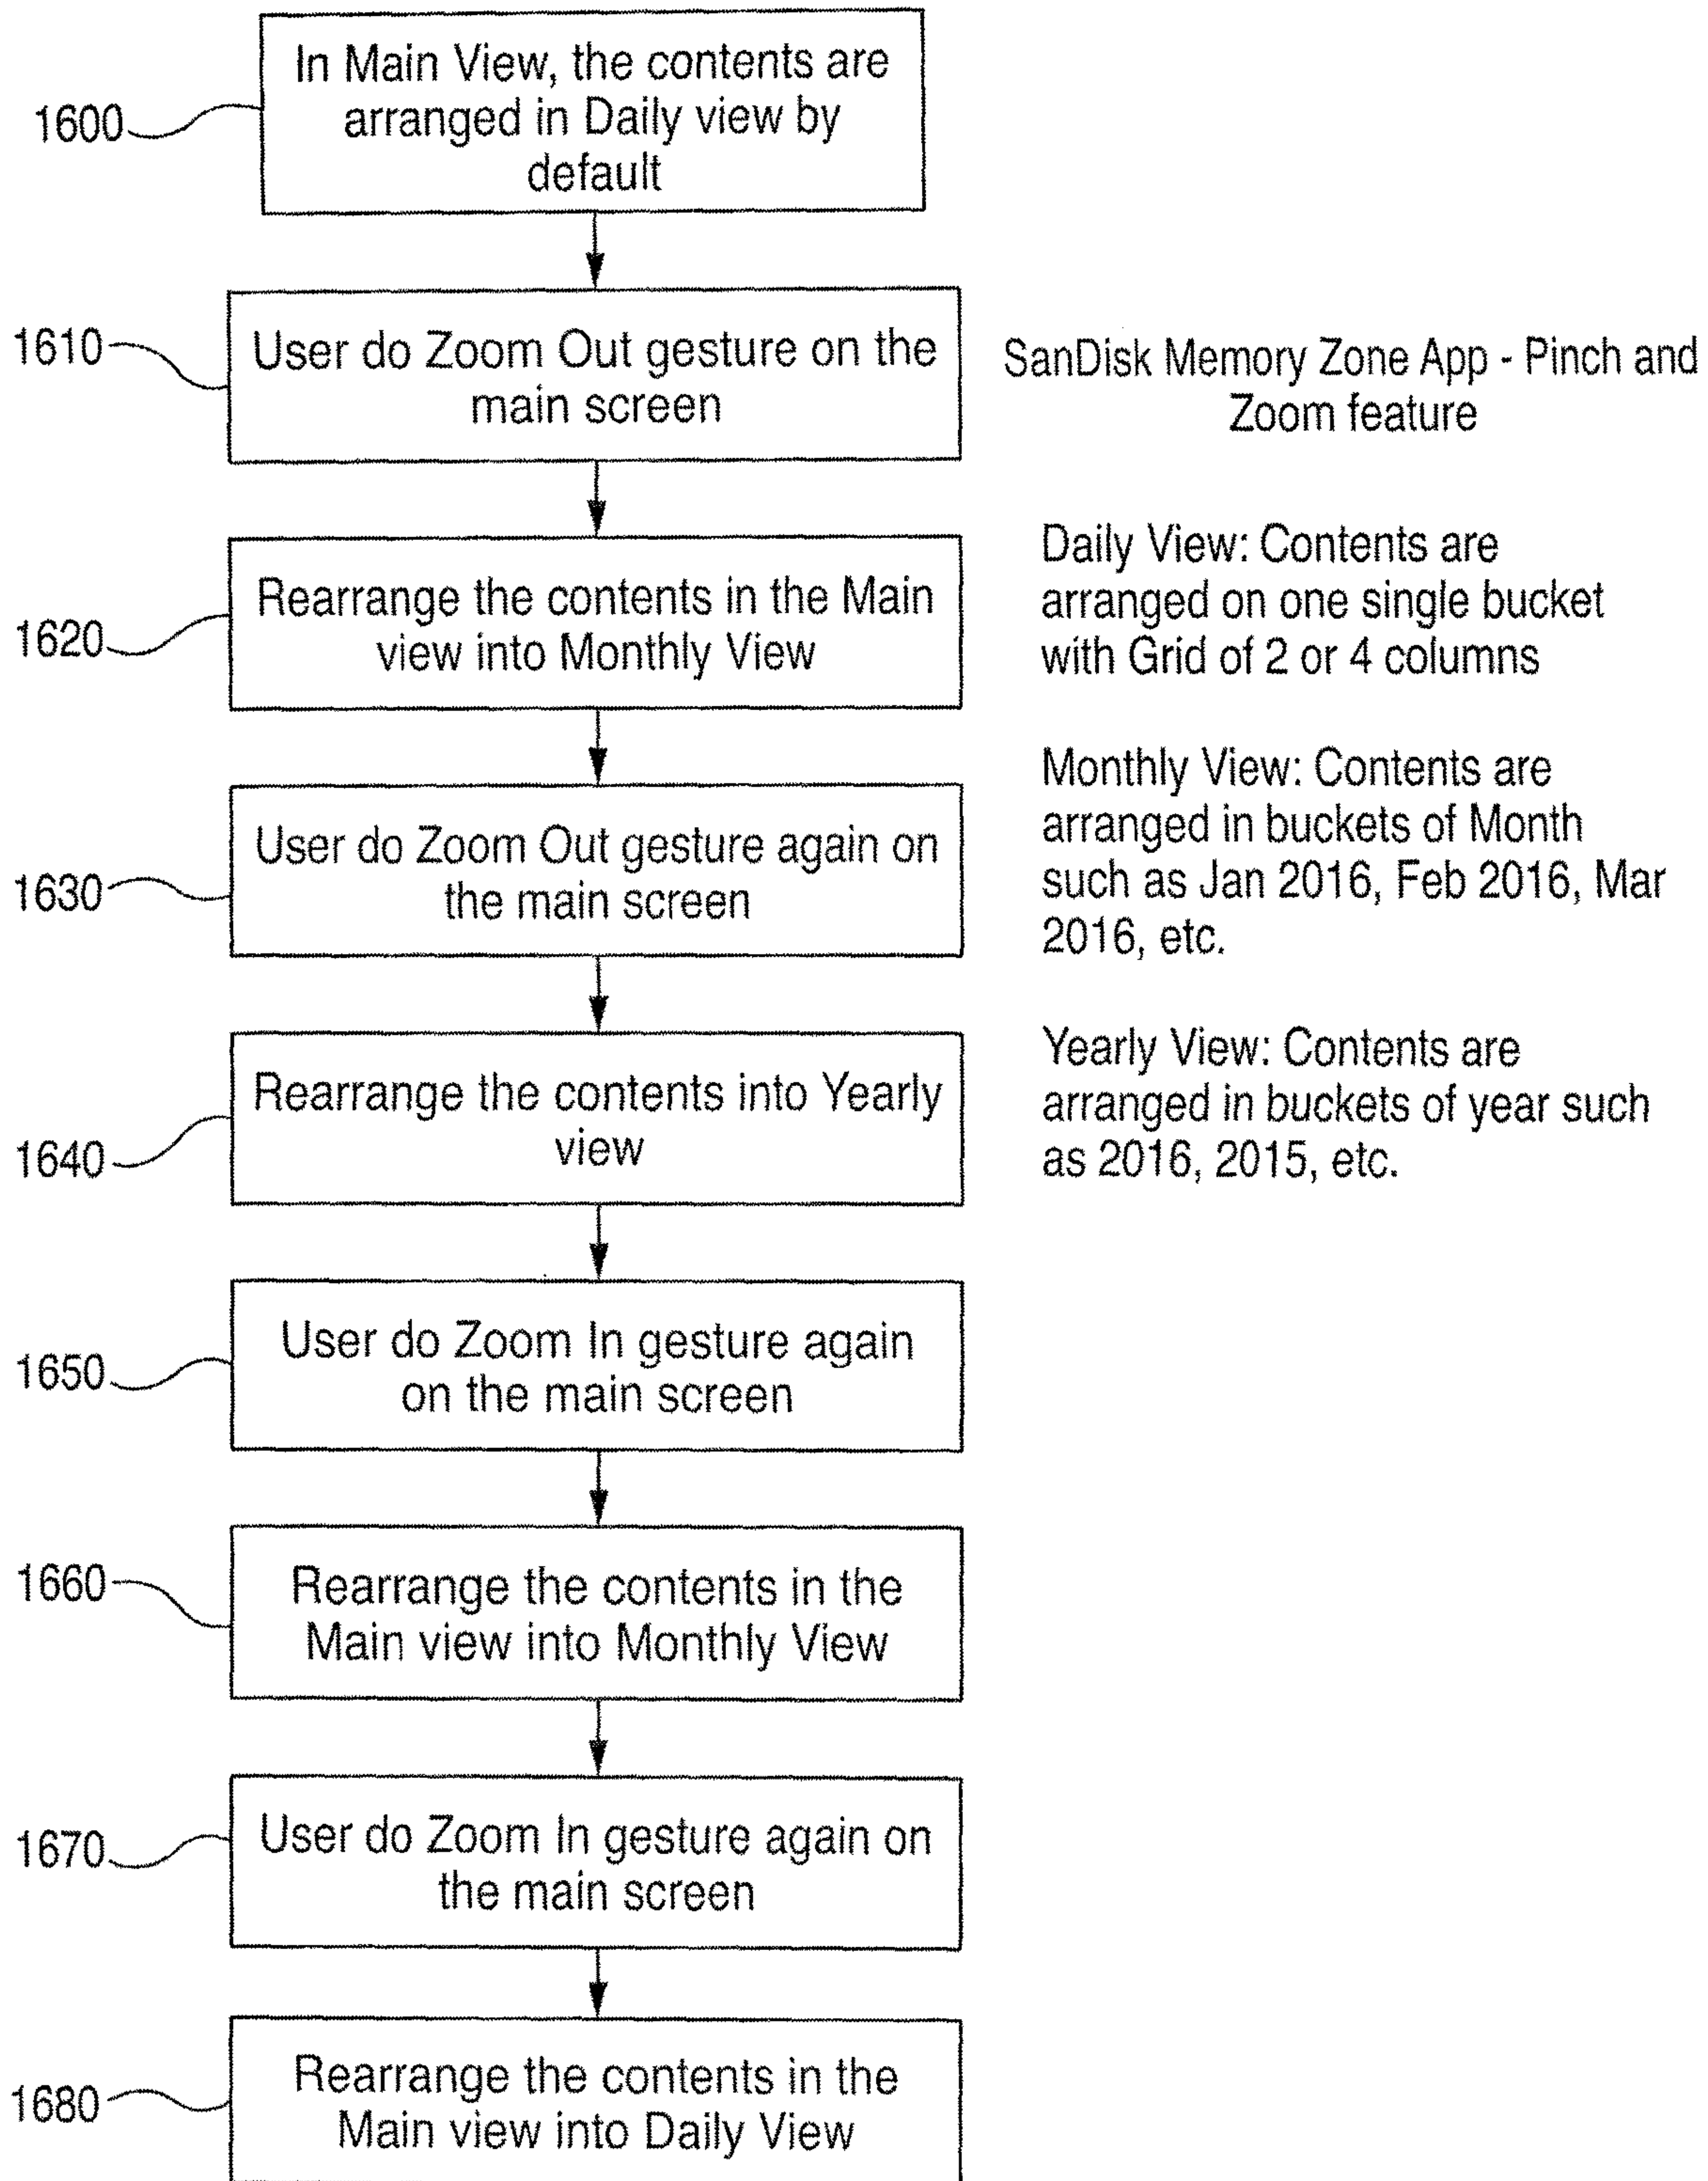 In Main View, the contents are
arranged in Daily view by
default
1600
User do Zoom Out gesture on the
main screen
1610
SanDisk Memory Zone App - Pinch and
Zoom feature
Rearrange the contents in the Main
view into Monthly View
1620
Daily View: Contents are
arranged on one single bucket
with Grid of 2 or 4 columns
User do Zoom Out gesture again on
the main screen
1630
Monthly View: Contents are
arranged in buckets of Month
such as Jan 2016, Feb 2016, Mar
2016, etc.
Rearrange the contents into Yearly
view
1640
Yearly View: Contents are
arranged in buckets of year such
as 2016, 2015, etc.
User do Zoom In gesture again
on the main screen
1650
Rearrange the contents in the
Main view into Monthly View
1660
User do Zoom In gesture again on
the main screen
1670
Rearrange the contents in the
Main view into Daily View
1680